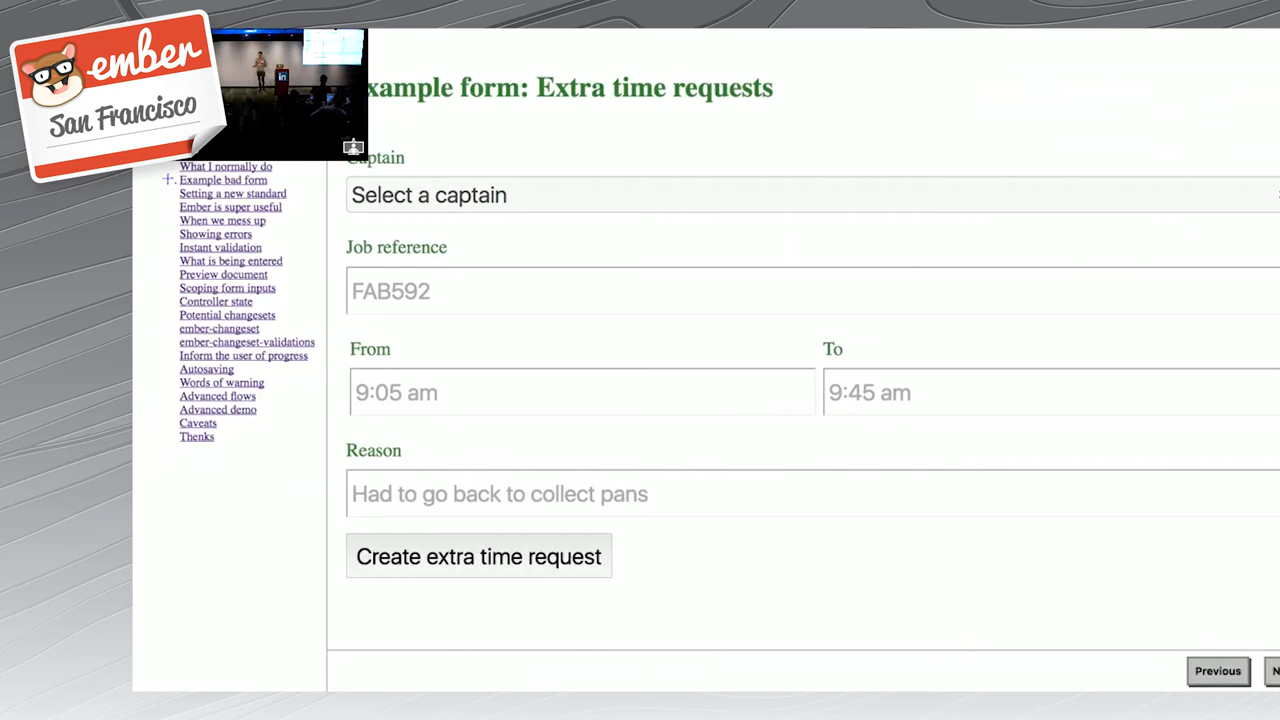 ember
San Francisco
in
xample form: Extra time requests
What I normally do
Example bad form
Setting a new standard
Ember is super useful
When we mess up
Showing errors
Instant validation
What is being entered
Preview document
Scoping form inputs
Controller state
Potential changesets
ember-changeset
ember-changeset-validations
Inform the user of progress
Autosaving
Words of warning
Advanced flows
Advanced demo
Caveats
Thenks
Captain
Select a captain
Job reference
FAB592
From
To
9:05 am
9:45 am
Reason
Had to go back to collect pans
Create extra time request
Previous
N